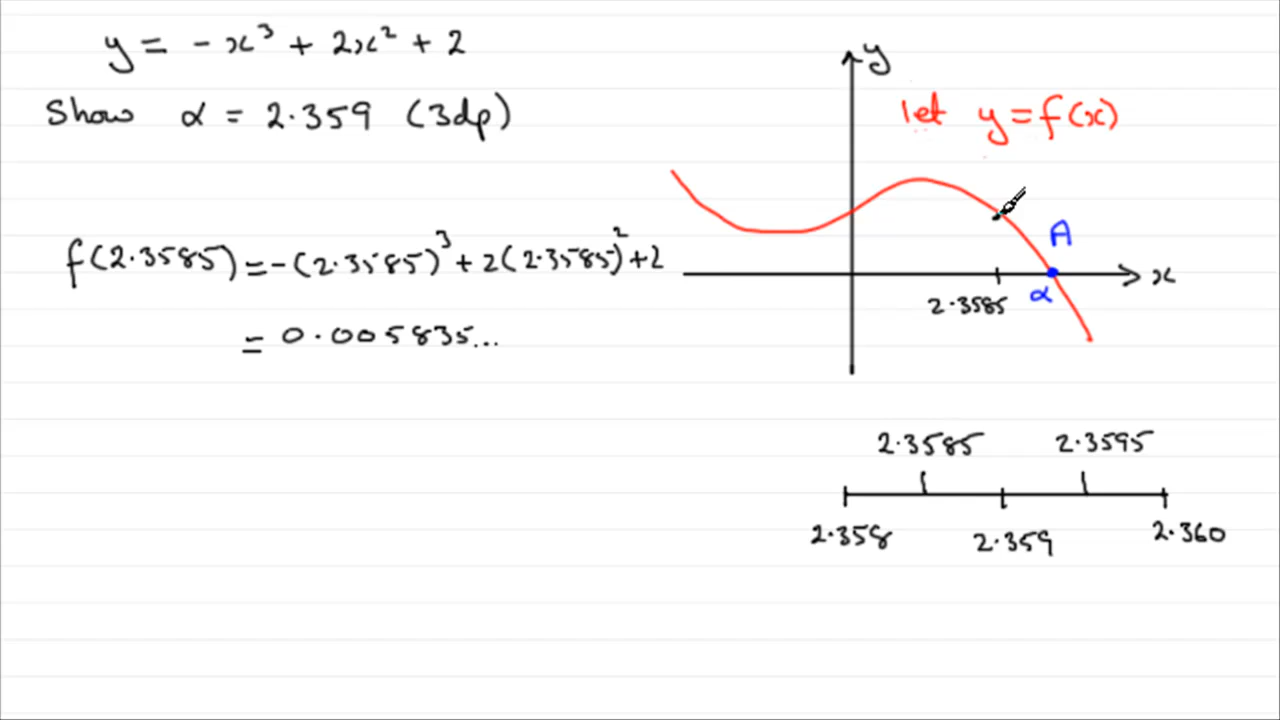 y = - x³ + 2x² + 2
Show α = 2.359 (3dp)
f(2.3585) = -(2.3585)³ + 2(2.3585)² + 2
= 0.005835...
y
let y = f(x)
A
x
2.3585
α
2.3585 2.3595
2.358 2.359 2.360